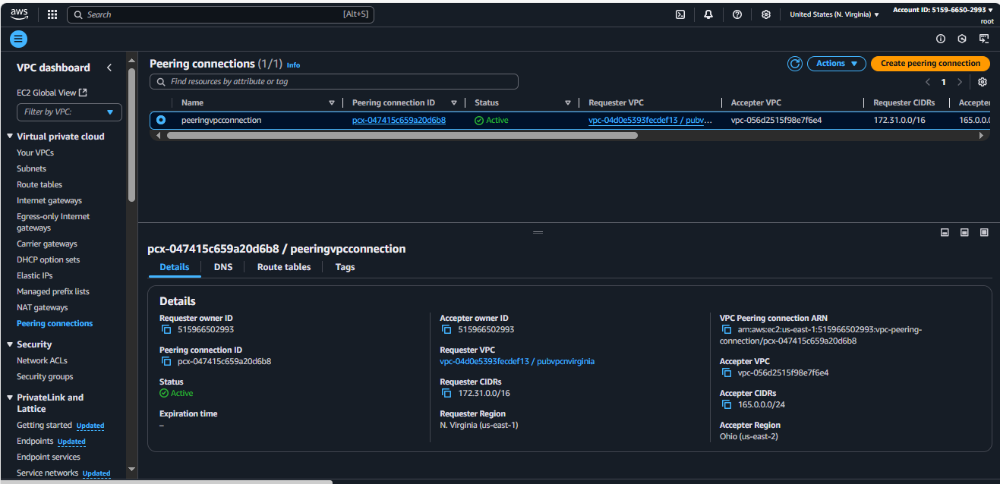 aws
Search
[Alt+S]
United States (N. Virginia)
Account ID: 5159-6650-2993
root
VPC dashboard
EC2 Global View
Filter by VPC:
Virtual private cloud
Your VPCs
Subnets
Route tables
Internet gateways
Egress-only Internet
gateways
Carrier gateways
DHCP option sets
Elastic IPs
Managed prefix lists
NAT gateways
Peering connections
Security
Network ACLs
Security groups
PrivateLink and
Lattice
Getting started Updated
Endpoints Updated
Endpoint services
Service networks Updated
Peering connections (1/1) Info
Actions
Create peering connection
Find resources by attribute or tag
1
Name Peering connection ID Status Requester VPC Accepter VPC Requester CIDRs Accepter
peeringvpcconnection pcx-047415c659a20d6b8 Active vpc-04d0e5393fecdef13 / pubv... vpc-056d2515f98e7f6e4 172.31.0.0/16 165.0.0.0
pcx-047415c659a20d6b8 / peeringvpcconnection
Details DNS Route tables Tags
Details
Requester owner ID
515966502993
Peering connection ID
pcx-047415c659a20d6b8
Status
Active
Expiration time
–
Accepter owner ID
515966502993
Requester VPC
vpc-04d0e5393fecdef13 / pubvpcnvirginia
Requester CIDRs
172.31.0.0/16
Requester Region
N. Virginia (us-east-1)
VPC Peering connection ARN
arn:aws:ec2:us-east-1:515966502993:vpc-peering-
connection/pcx-047415c659a20d6b8
Accepter VPC
vpc-056d2515f98e7f6e4
Accepter CIDRs
165.0.0.0/24
Accepter Region
Ohio (us-east-2)